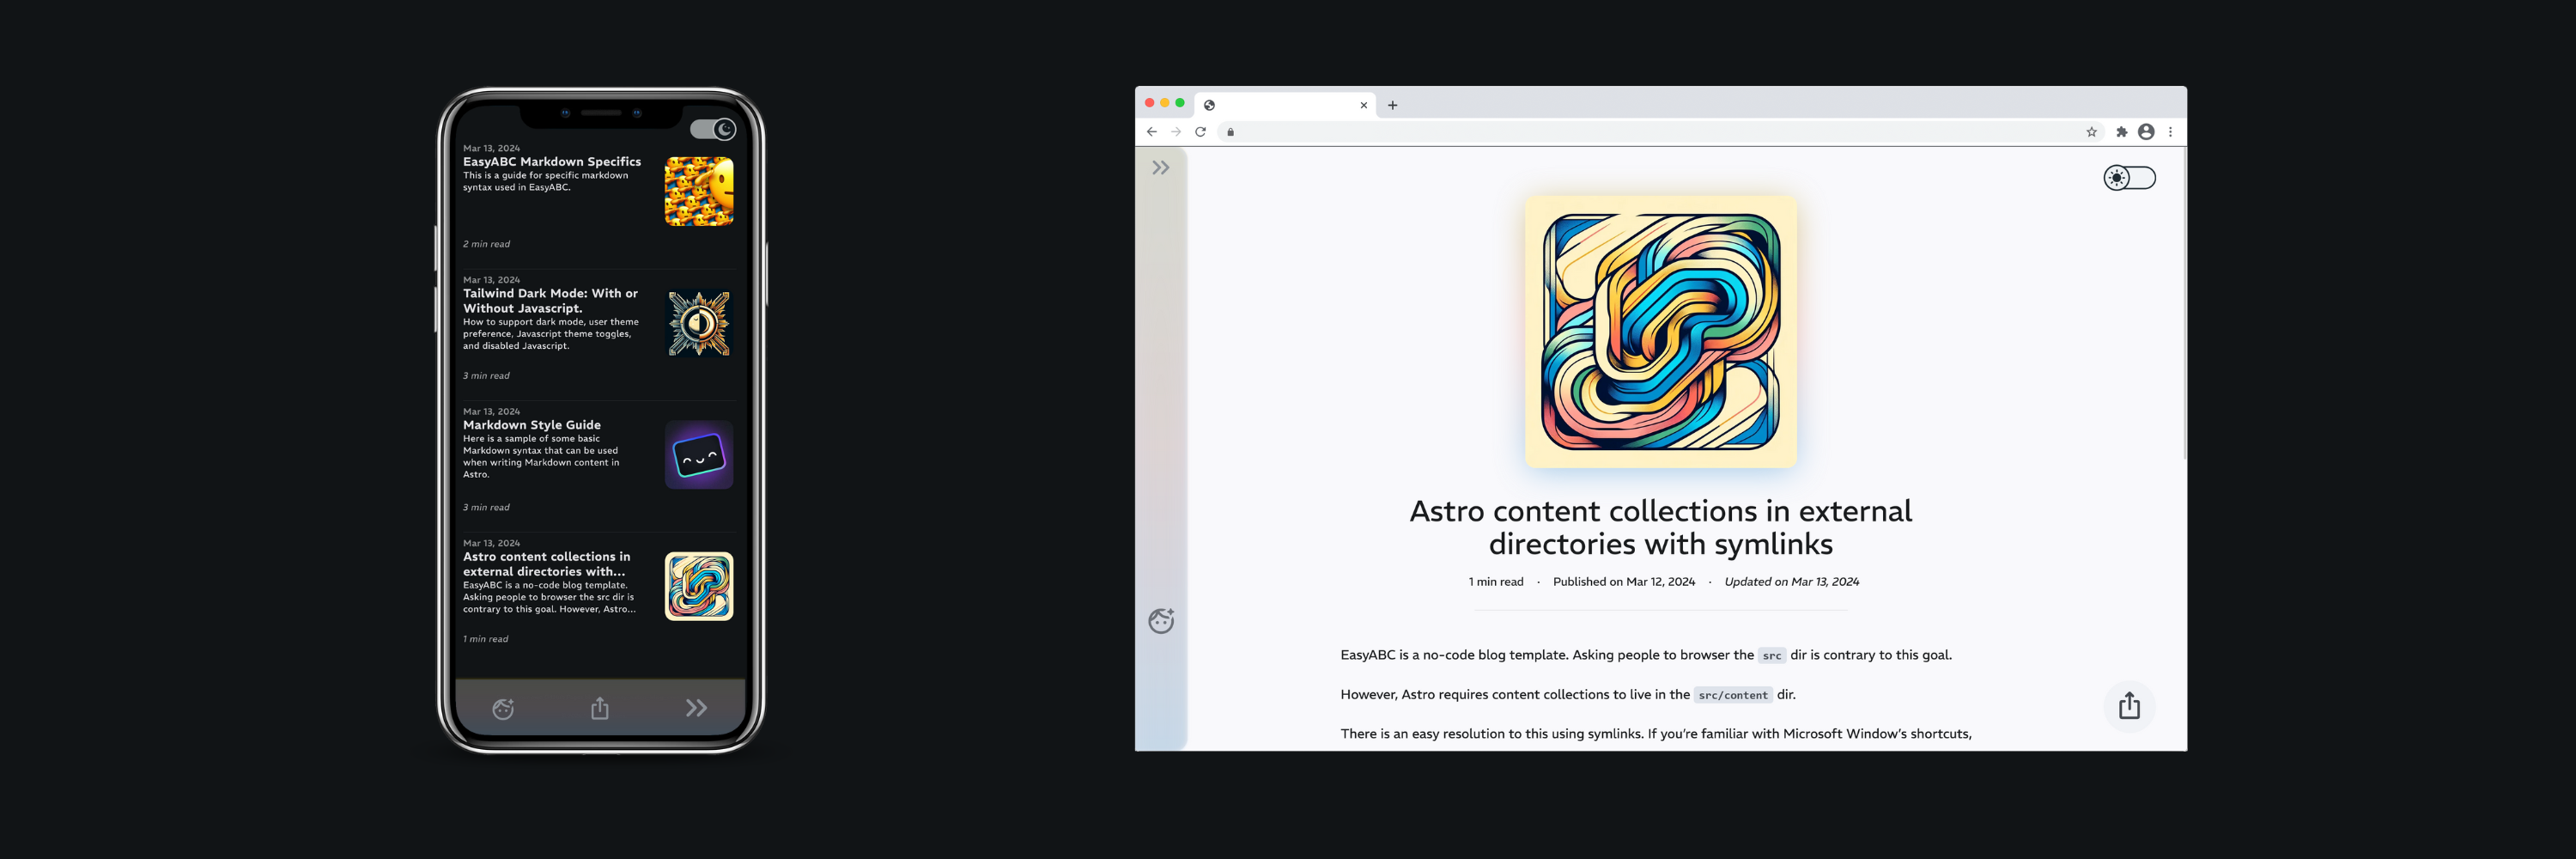 Mar 13, 2024
EasyABC Markdown Specifics
This is a guide for specific markdown
syntax used in EasyABC.
2 min read
Mar 13, 2024
Tailwind Dark Mode: With or
Without Javascript.
How to support dark mode, user theme
preference, Javascript theme toggles,
and disabled Javascript.
3 min read
Mar 13, 2024
Markdown Style Guide
Here is a sample of some basic
Markdown syntax that can be used
when writing Markdown content in
Astro.
3 min read
Mar 13, 2024
Astro content collections in
external directories with...
EasyABC is a no-code blog template.
Asking people to browser the src dir is
contrary to this goal. However, Astro...
1 min read
Astro content collections in external
directories with symlinks
1 min read · Published on Mar 12, 2024 · Updated on Mar 13, 2024
EasyABC is a no-code blog template. Asking people to browser the src dir is contrary to this goal.
However, Astro requires content collections to live in the src/content dir.
There is an easy resolution to this using symlinks. If you’re familiar with Microsoft Window’s shortcuts,